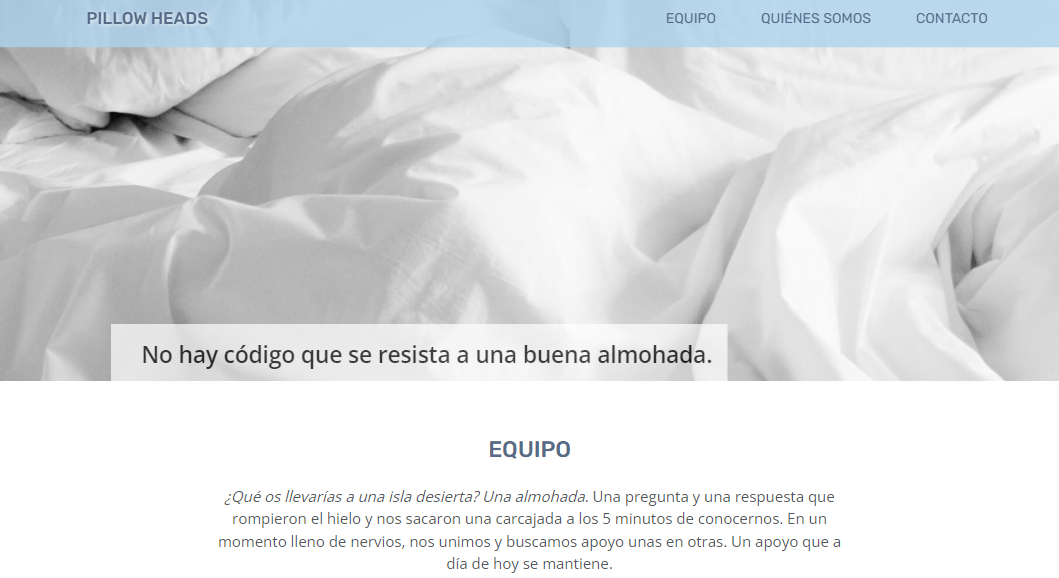 PILLOW HEADS
EQUIPO QUIÉNES SOMOS CONTACTO
No hay código que se resista a una buena almohada.
EQUIPO
¿Qué os llevarías a una isla desierta? Una almohada. Una pregunta y una respuesta que
rompieron el hielo y nos sacaron una carcajada a los 5 minutos de conocernos. En un
momento lleno de nervios, nos unimos y buscamos apoyo unas en otras. Un apoyo que a
día de hoy se mantiene.